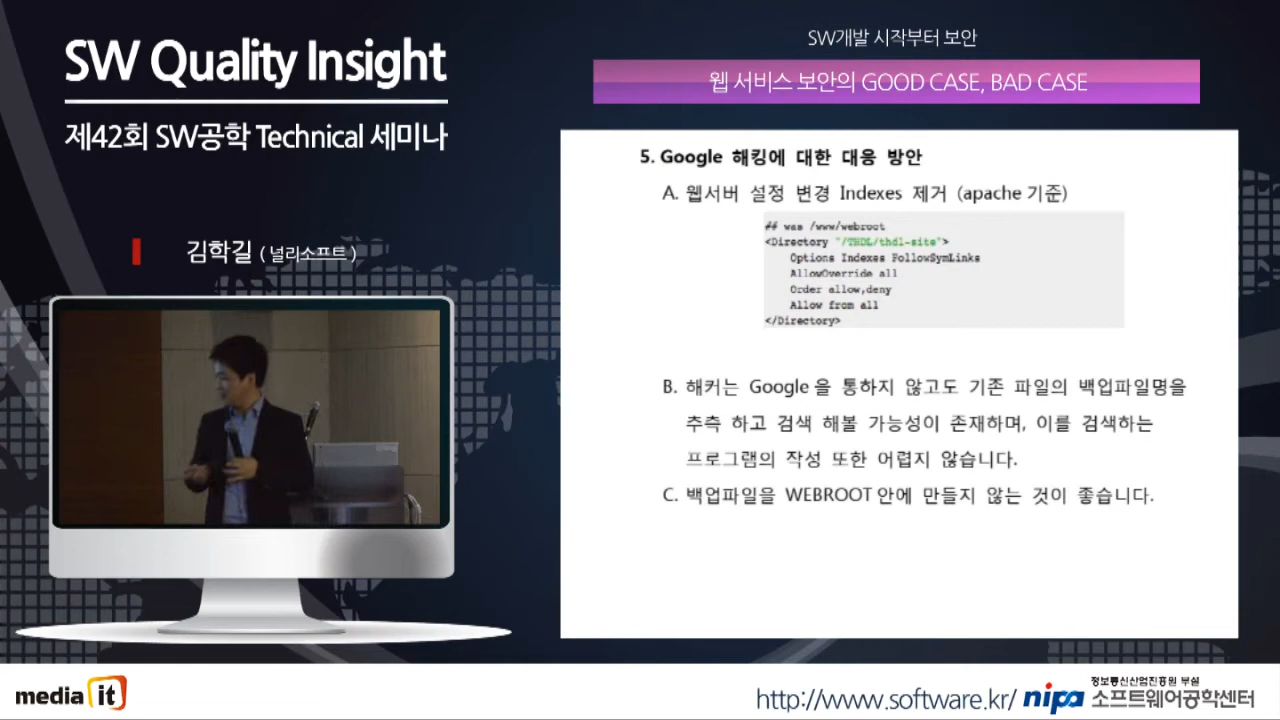 SW Quality Insight
제42회 SW공학 Technical 세미나
김학길 ( 널리소프트 )
SW개발 시작부터 보안
웹 서비스 보안의 GOOD CASE, BAD CASE
5. Google 해킹에 대한 대응 방안
A. 웹서버 설정 변경 Indexes 제거 (apache 기준)
## was /www/webroot
<Directory "/THDL/thdl-site">
Options Indexes FollowSymLinks
AllowOverride all
Order allow,deny
Allow from all
</Directory>
B. 해커는 Google 을 통하지 않고도 기존 파일의 백업파일명을
추측 하고 검색 해볼 가능성이 존재하며, 이를 검색하는
프로그램의 작성 또한 어렵지 않습니다.
C. 백업파일을 WEBROOT 안에 만들지 않는 것이 좋습니다.
media it
http://www.software.kr/
nipa
정보통신산업진흥원 부설
소프트웨어공학센터